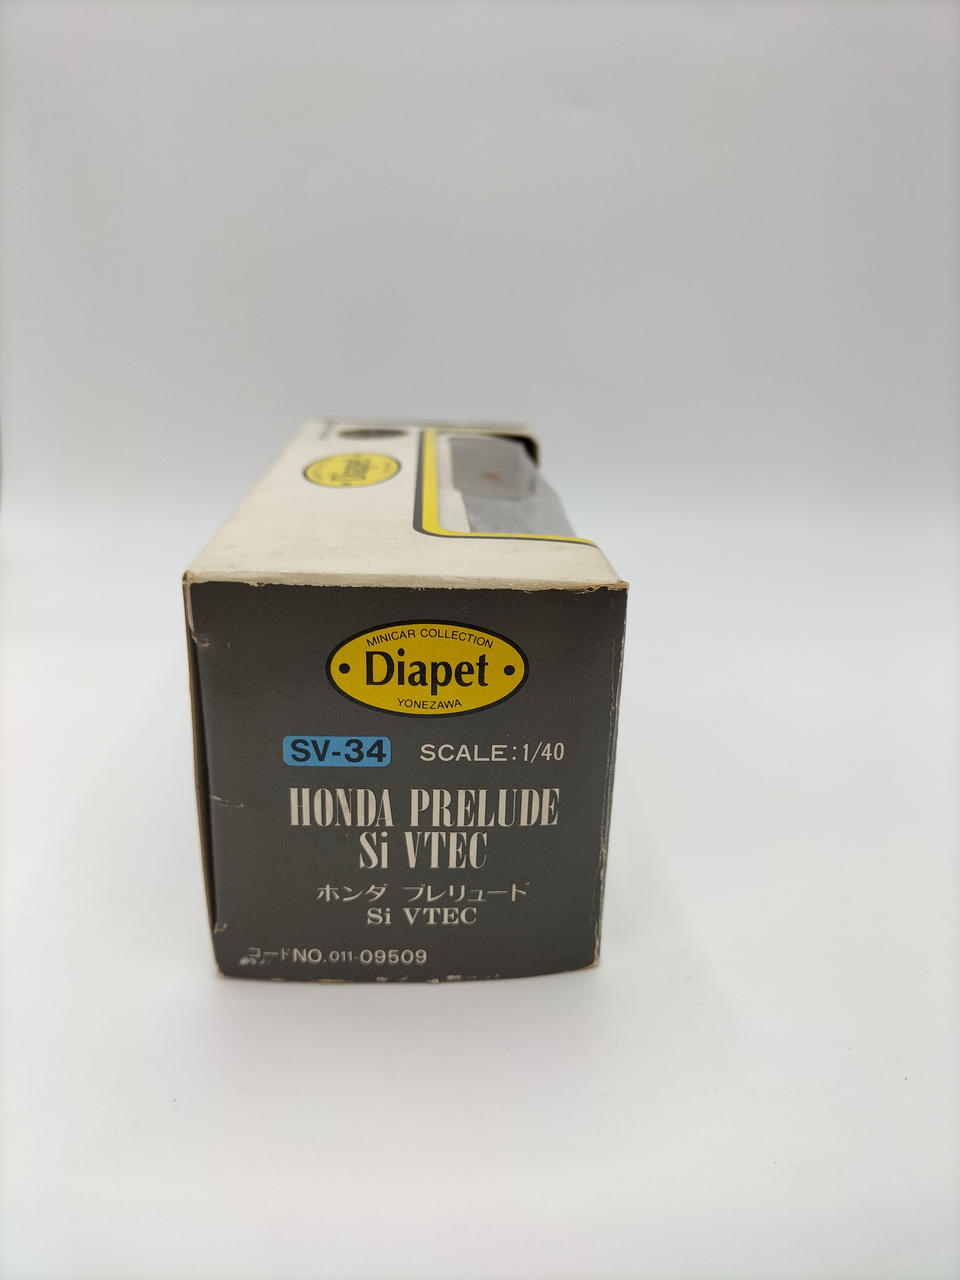 Diapet
MINICAR COLLECTION
Diapet
YONEZAWA
SV-34 SCALE:1/40
HONDA PRELUDE
Si VTEC
ホンダ プレリュード
Si VTEC
コードNO.011-09509